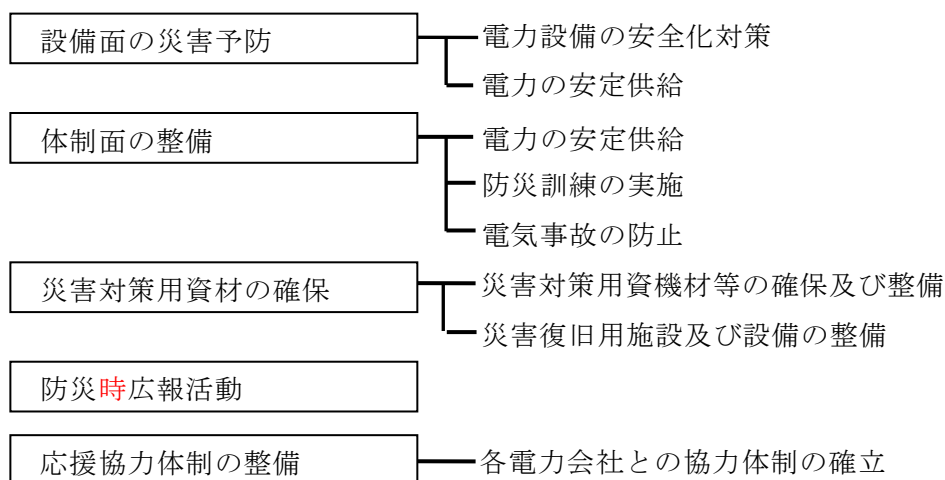 設備面の災害予防
電力設備の安全化対策
電力の安定供給
体制面の整備
電力の安定供給
防災訓練の実施
電気事故の防止
災害対策用資材の確保
災害対策用資機材等の確保及び整備
災害復旧用施設及び設備の整備
防災時広報活動
応援協力体制の整備
各電力会社との協力体制の確立